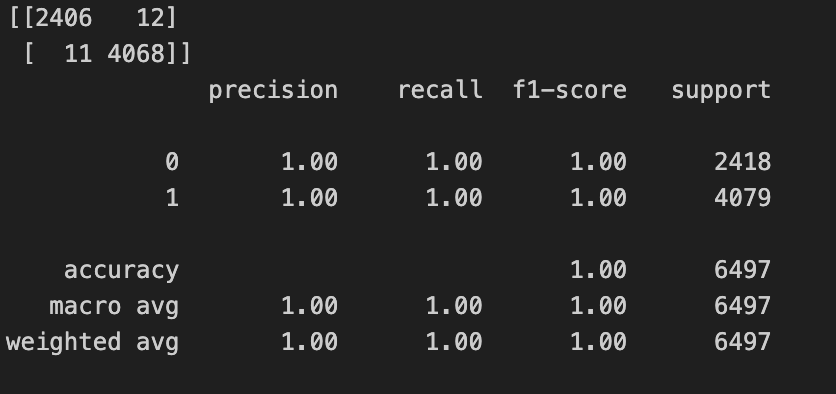 [[2406   12]
 [  11 4068]]
              precision    recall  f1-score   support

           0       1.00      1.00      1.00      2418
           1       1.00      1.00      1.00      4079

    accuracy                           1.00      6497
   macro avg       1.00      1.00      1.00      6497
weighted avg       1.00      1.00      1.00      6497